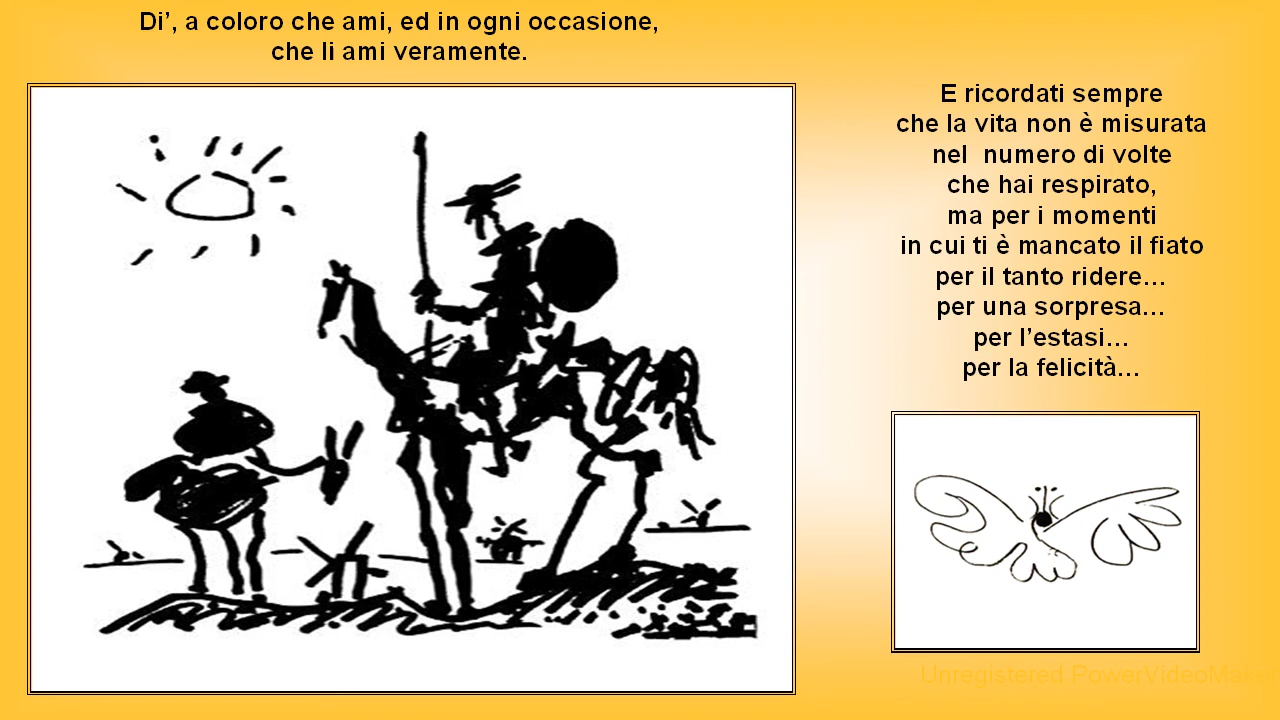 Di’, a coloro che ami, ed in ogni occasione,
che li ami veramente.
E ricordati sempre
che la vita non è misurata
nel  numero di volte
che hai respirato,
ma per i momenti
in cui ti è mancato il fiato
per il tanto ridere…
per una sorpresa…
per l’estasi…
per la felicità…
Unregistered PowerVideoMaker